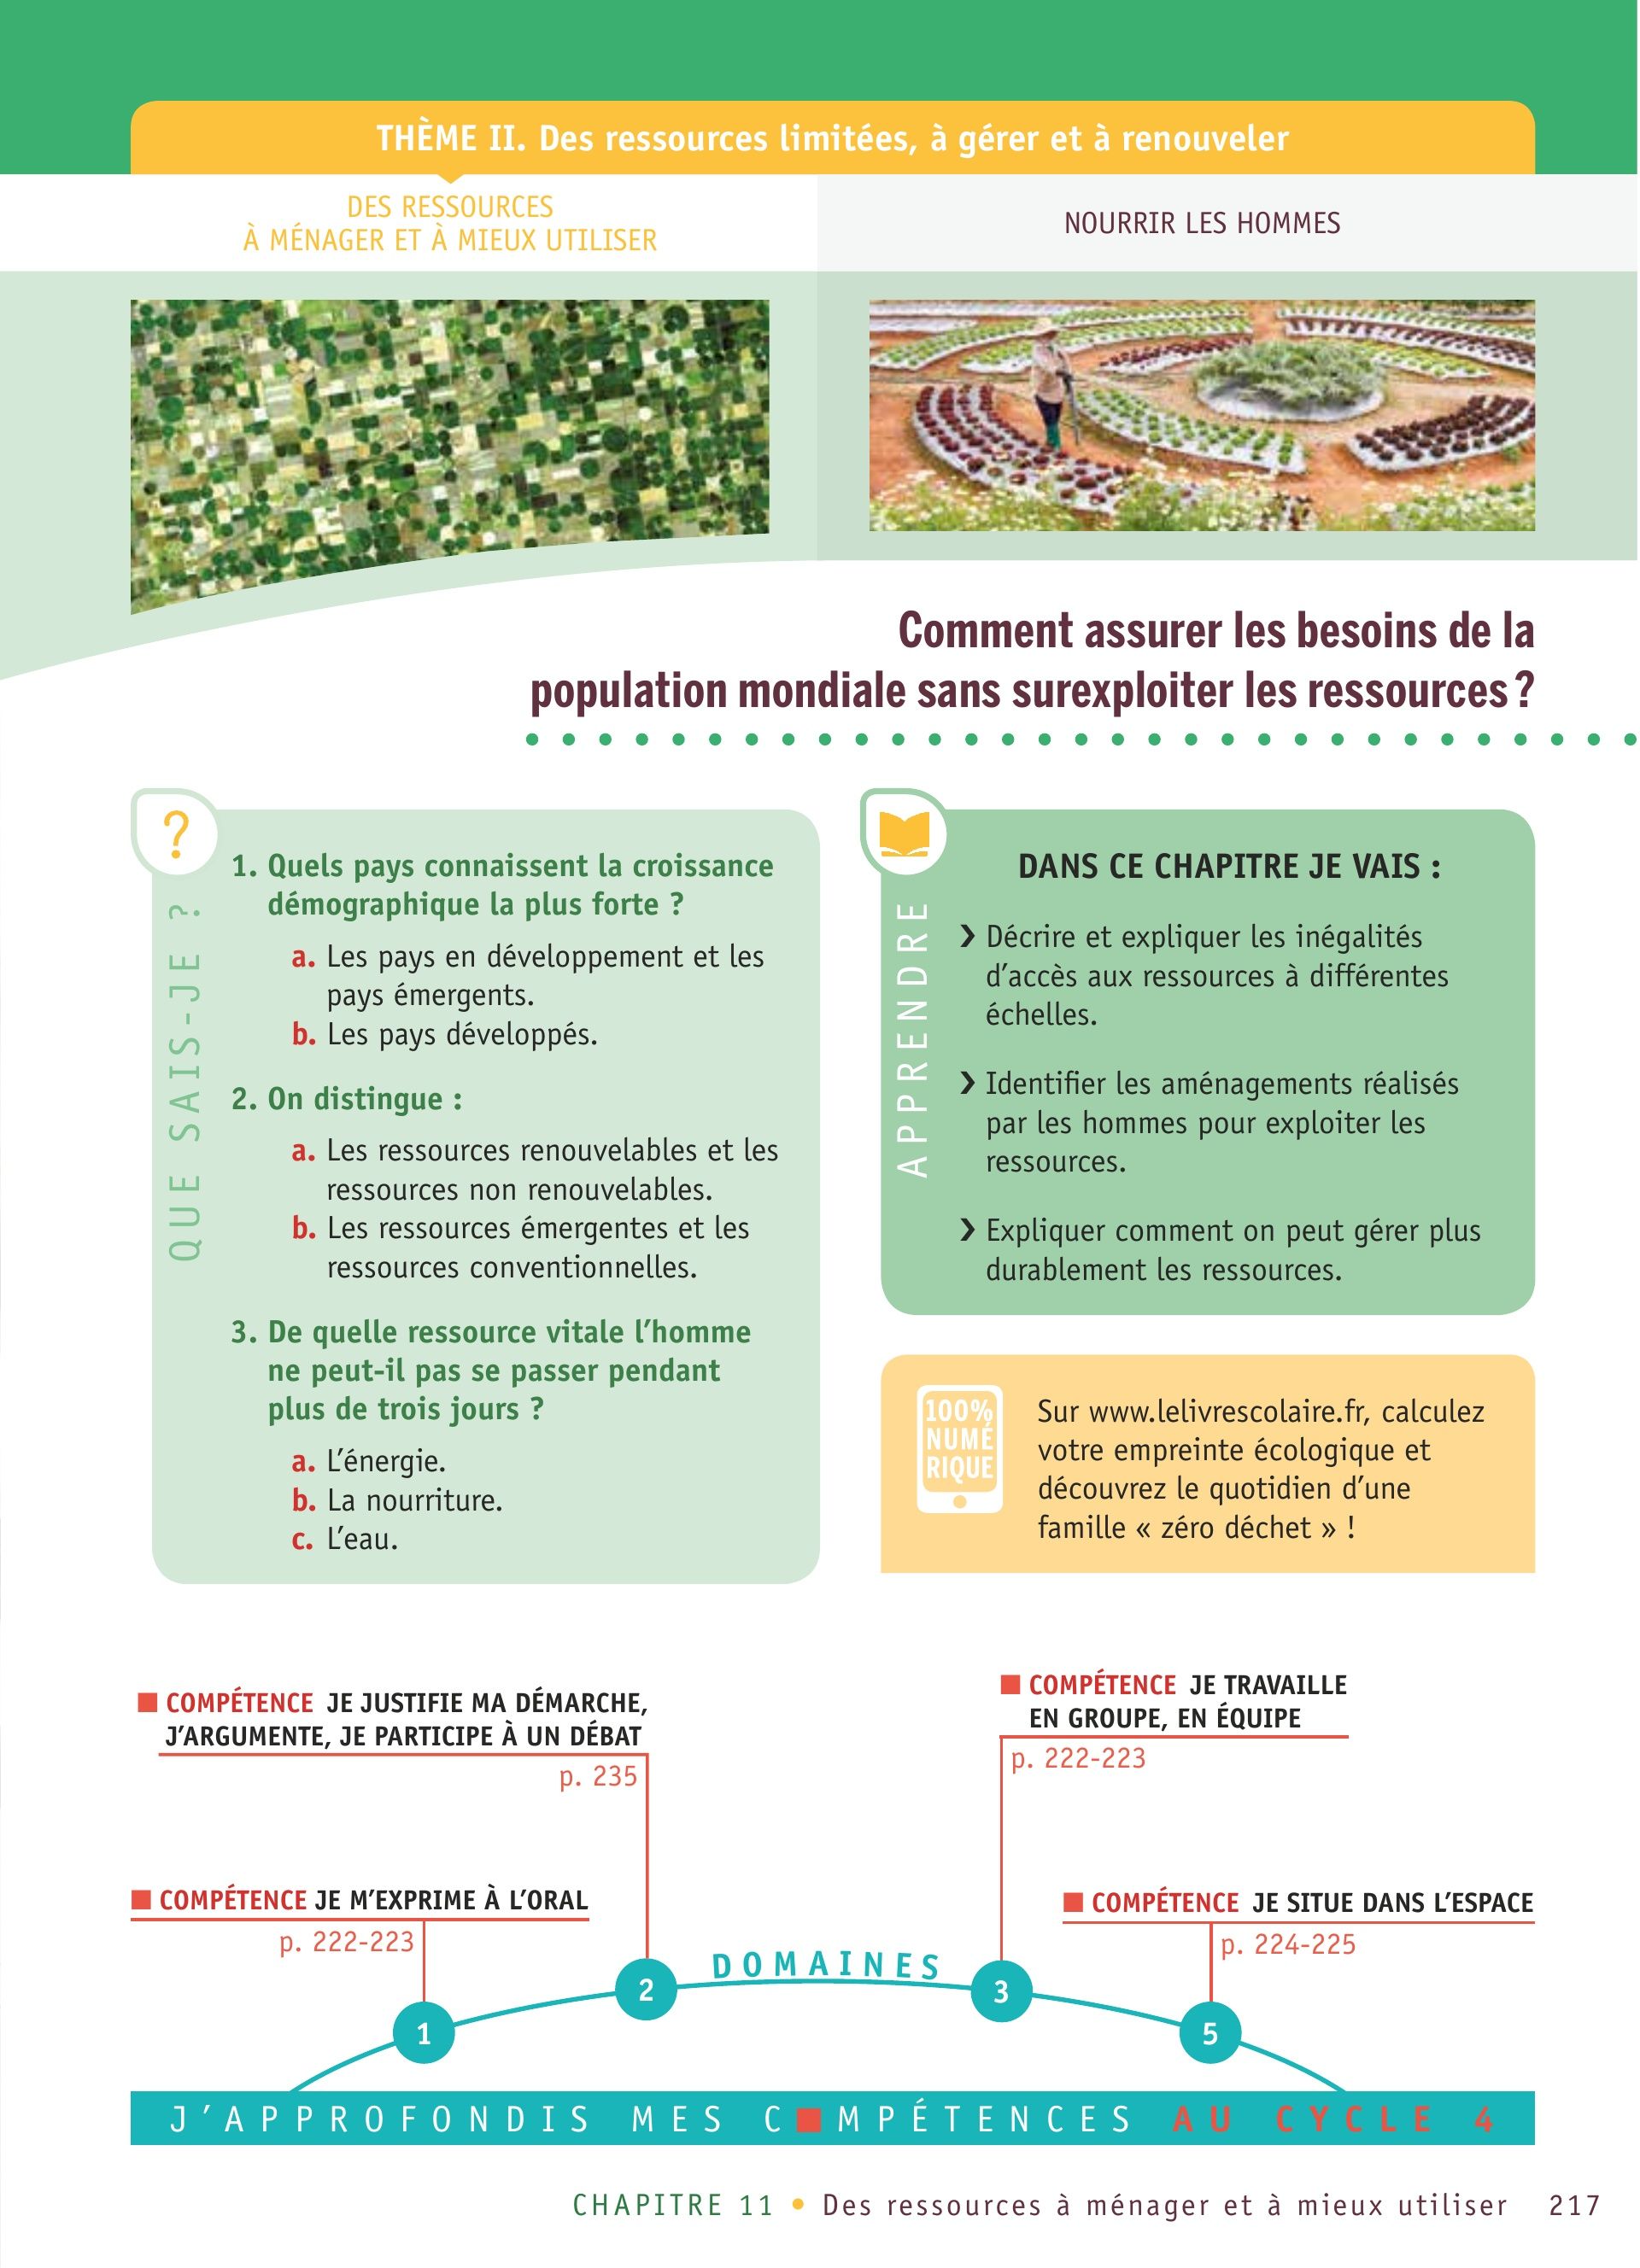 THÈME II. Des ressources limitées, à gérer et à renouveler
DES RESSOURCES
À MÉNAGER ET À MIEUX UTILISER
NOURRIR LES HOMMES
Comment assurer les besoins de la
population mondiale sans surexploiter les ressources ?
?
QUE SAIS-JE ?
1. Quels pays connaissent la croissance
démographique la plus forte ?
a. Les pays en développement et les
pays émergents.
b. Les pays développés.
2. On distingue :
a. Les ressources renouvelables et les
ressources non renouvelables.
b. Les ressources émergentes et les
ressources conventionnelles.
3. De quelle ressource vitale l'homme
ne peut-il pas se passer pendant
plus de trois jours ?
a. L'énergie.
b. La nourriture.
c. L'eau.
APPRENDRE
DANS CE CHAPITRE JE VAIS :
❯ Décrire et expliquer les inégalités
d'accès aux ressources à différentes
échelles.
❯ Identifier les aménagements réalisés
par les hommes pour exploiter les
ressources.
❯ Expliquer comment on peut gérer plus
durablement les ressources.
100%
NUMÉ
RIQUE
Sur www.lelivrescolaire.fr, calculez
votre empreinte écologique et
découvrez le quotidien d'une
famille « zéro déchet » !
■ COMPÉTENCE JE JUSTIFIE MA DÉMARCHE,
J'ARGUMENTE, JE PARTICIPE À UN DÉBAT
p. 235
■ COMPÉTENCE JE TRAVAILLE
EN GROUPE, EN ÉQUIPE
p. 222-223
■ COMPÉTENCE JE M'EXPRIME À L'ORAL
p. 222-223
■ COMPÉTENCE JE SITUE DANS L'ESPACE
p. 224-225
DOMAINES
1
2
3
5
J'APPROFONDIS MES C■MPÉTENCES AU CYCLE 4
CHAPITRE 11 • Des ressources à ménager et à mieux utiliser 217